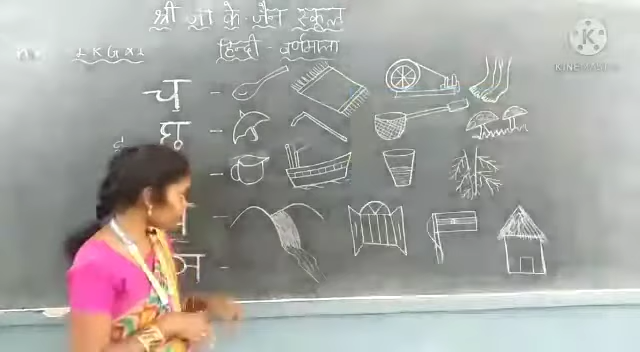 श्री जी के. जैन स्कूल
LKG
हिन्दी - वर्णमाला
च -
छ -
-
-
ञ -
KINEMASTER